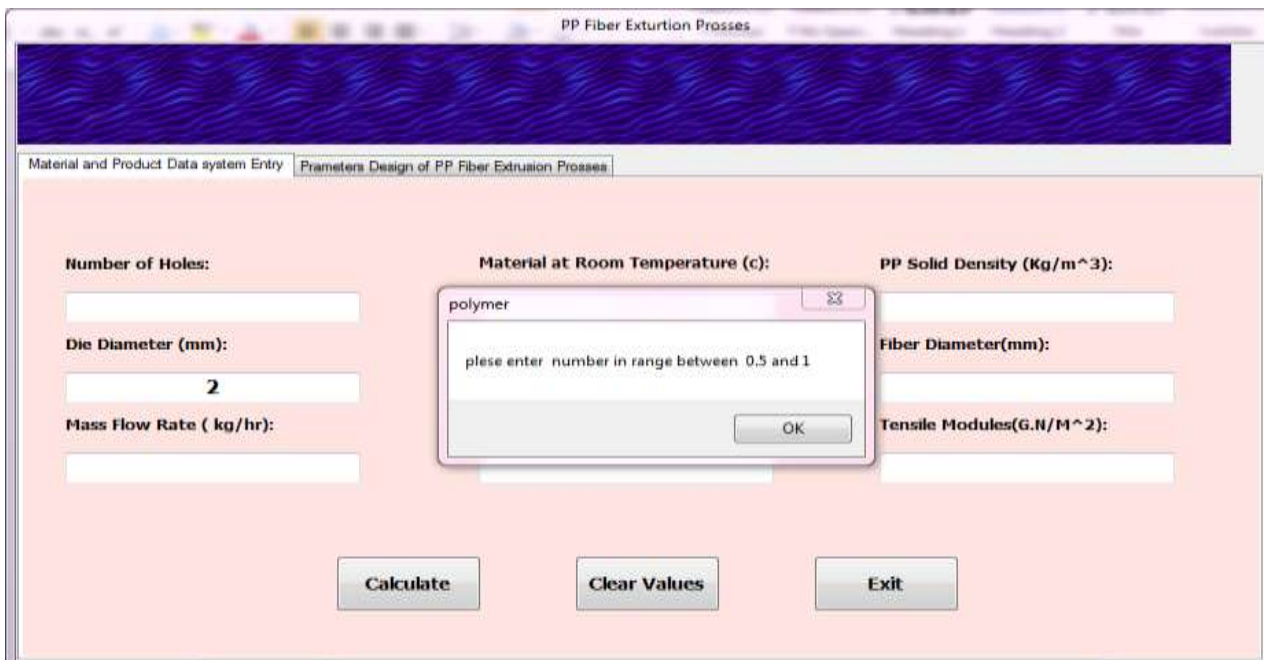 PP Fiber Exturtion Prosses
Material and Product Data system Entry
Prameters Design of PP Fiber Extrusion Prosses
Number of Holes:
Material at Room Temperature (c):
PP Solid Density (Kg/m^3):
polymer
plese enter number in range between 0.5 and 1
OK
Die Diameter (mm):
2
Fiber Diameter(mm):
Mass Flow Rate ( kg/hr):
Tensile Modules(G.N/M^2):
Calculate
Clear Values
Exit